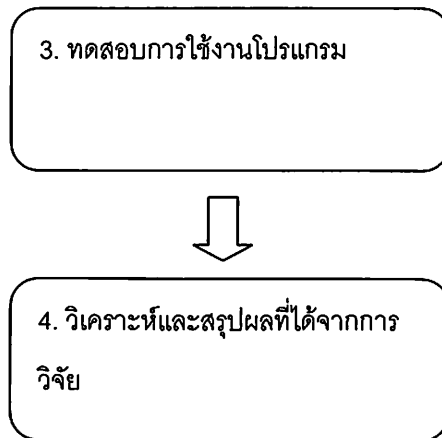 3. ทดสอบการใช้งานโปรแกรม
4. วิเคราะห์และสรุปผลที่ได้จากการ
วิจัย